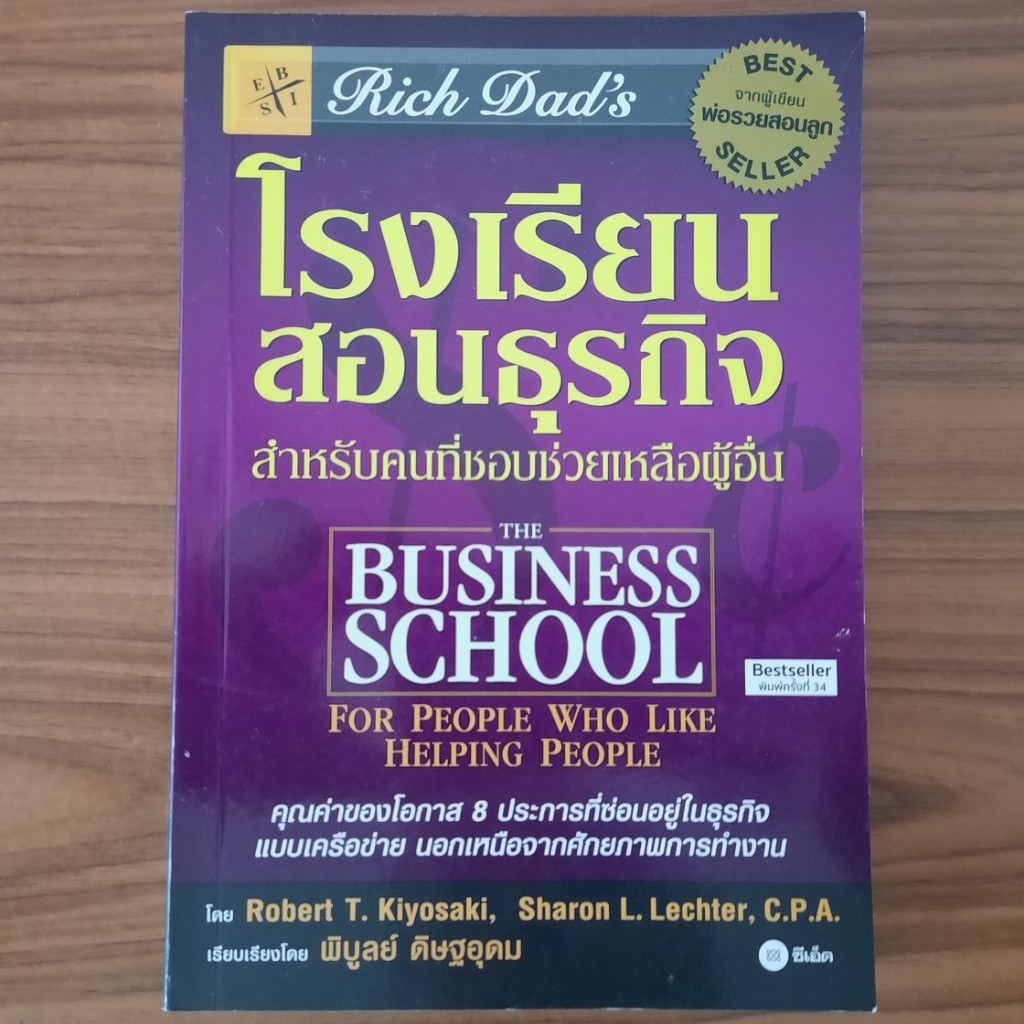 E B
S I
Rich Dad's
BEST
จากผู้เขียน
พ่อรวยสอนลูก
SELLER
โรงเรียน
สอนธุรกิจ
สำหรับคนที่ชอบช่วยเหลือผู้อื่น
THE
BUSINESS
SCHOOL
FOR PEOPLE WHO LIKE
HELPING PEOPLE
Bestseller
พิมพ์ครั้งที่ 34
คุณค่าของโอกาส 8 ประการที่ซ่อนอยู่ในธุรกิจ
แบบเครือข่าย นอกเหนือจากศักยภาพการทำงาน
โดย Robert T. Kiyosaki, Sharon L. Lechter, C.P.A.
เรียบเรียงโดย พิบูลย์ ดิษฐอุดม
ซีเอ็ด